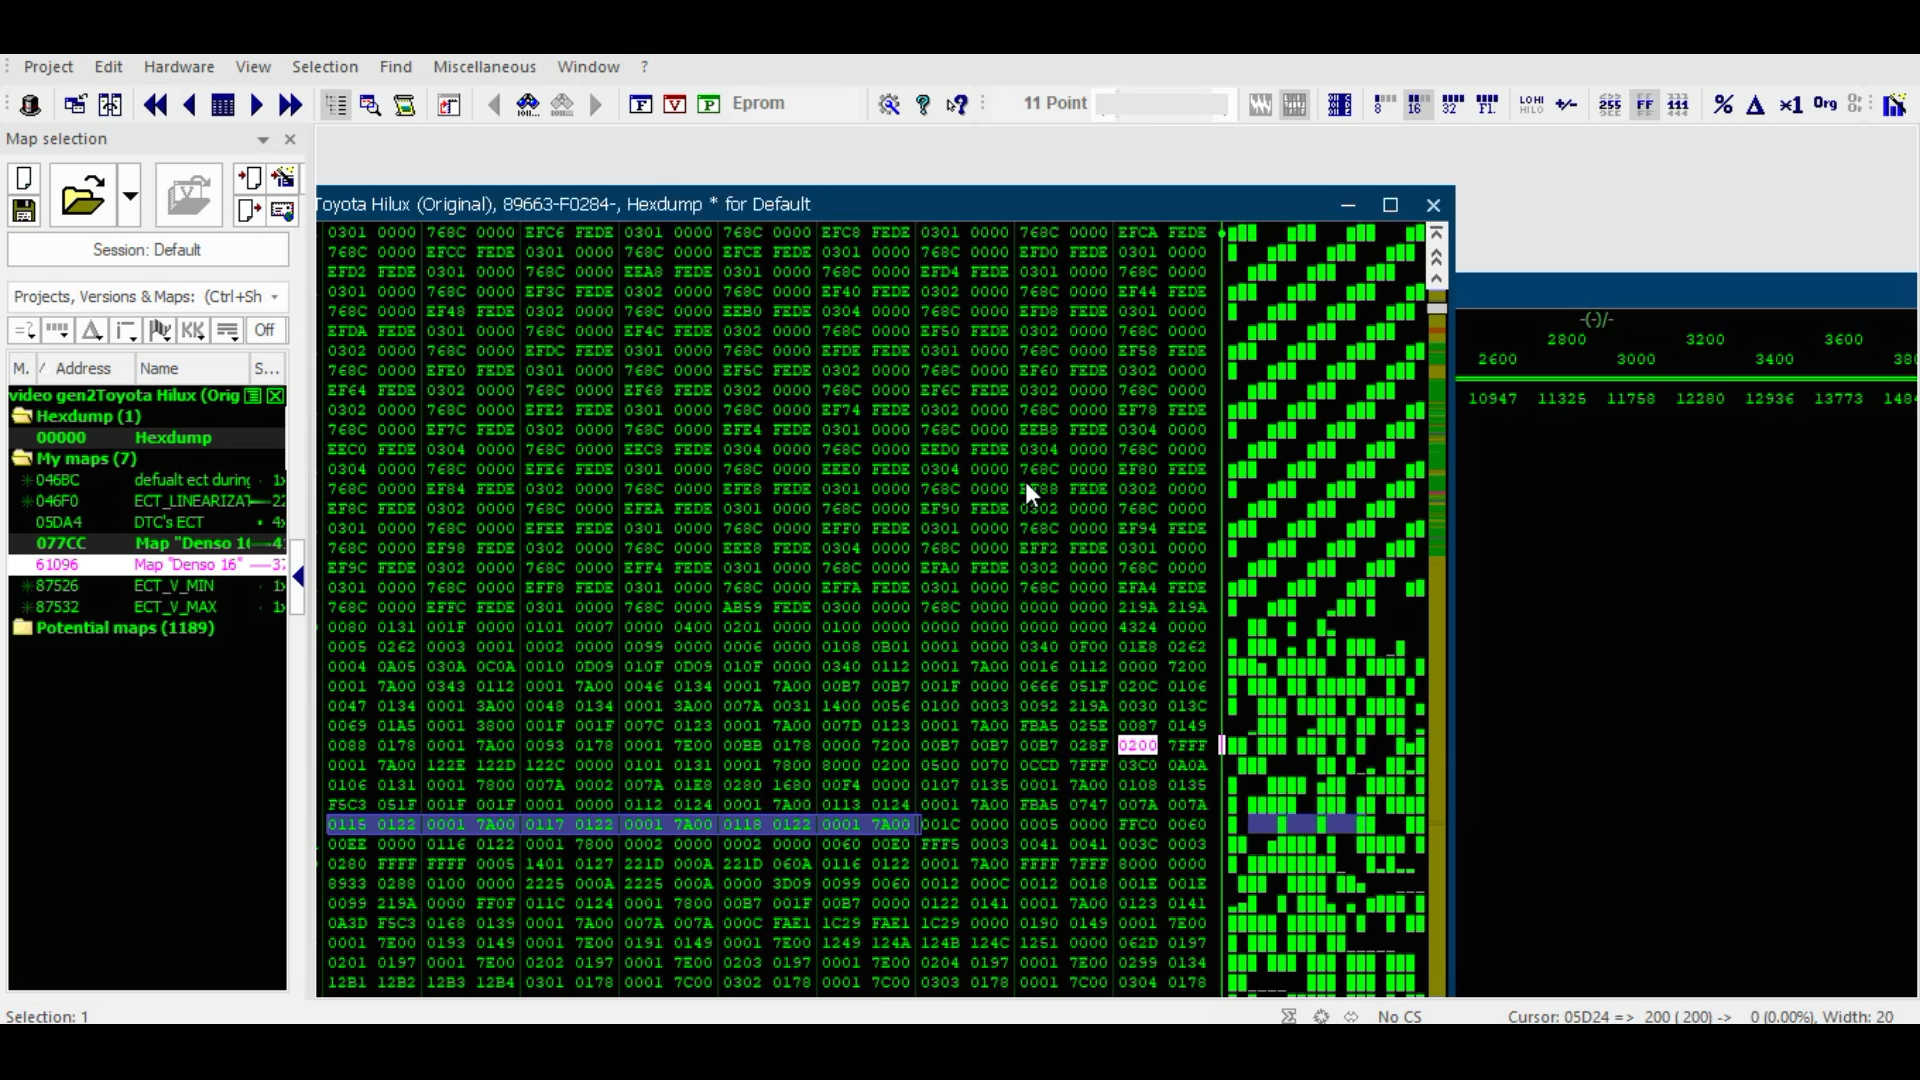 Project Edit Hardware View Selection Find Miscellaneous Window ?
Eprom 11 Point
Map selection
Session: Default
Projects, Versions & Maps: (Ctrl+Sh
Off
M. / Address Name S...
video gen2Toyota Hilux (Orig
Hexdump (1)
00000 Hexdump
My maps (7)
046BC defualt ect during 1x
046F0 ECT_LINEARIZAT 22
05DA4 DTC's ECT 4x
077CC Map "Denso 16
61096 Map "Denso 16" 37
87526 ECT_V_MIN 1x
87532 ECT_V_MAX 1x
Potential maps (1189)
Toyota Hilux (Original), 89663-F0284-, Hexdump * for Default
0301 0000 768C 0000 EFC6 FEDE 0301 0000 768C 0000 EFC8 FEDE 0301 0000 768C 0000 EFCA FEDE
768C 0000 EFCC FEDE 0301 0000 768C 0000 EFCE FEDE 0301 0000 768C 0000 EFD0 FEDE 0301 0000
EFD2 FEDE 0301 0000 768C 0000 EEA8 FEDE 0301 0000 768C 0000 EFD4 FEDE 0301 0000 768C 0000
0301 0000 768C 0000 EF3C FEDE 0302 0000 768C 0000 EF40 FEDE 0302 0000 768C 0000 EF44 FEDE
768C 0000 EF48 FEDE 0302 0000 768C 0000 EEB0 FEDE 0304 0000 768C 0000 EFD8 FEDE 0301 0000
EFDA FEDE 0301 0000 768C 0000 EF4C FEDE 0302 0000 768C 0000 EF50 FEDE 0302 0000 768C 0000
0302 0000 768C 0000 EFDC FEDE 0301 0000 768C 0000 EFDE FEDE 0301 0000 768C 0000 EF58 FEDE
768C 0000 EFE0 FEDE 0301 0000 768C 0000 EF5C FEDE 0302 0000 768C 0000 EF60 FEDE 0302 0000
EF64 FEDE 0302 0000 768C 0000 EF68 FEDE 0302 0000 768C 0000 EF6C FEDE 0302 0000 768C 0000
0302 0000 768C 0000 EFE2 FEDE 0301 0000 768C 0000 EF74 FEDE 0302 0000 768C 0000 EF78 FEDE
768C 0000 EF7C FEDE 0302 0000 768C 0000 EFE4 FEDE 0301 0000 768C 0000 EEB8 FEDE 0304 0000
EEC0 FEDE 0304 0000 768C 0000 EEC8 FEDE 0304 0000 768C 0000 EED0 FEDE 0304 0000 768C 0000
0304 0000 768C 0000 EFE6 FEDE 0301 0000 768C 0000 EEE0 FEDE 0304 0000 768C 0000 EF80 FEDE
768C 0000 EF84 FEDE 0302 0000 768C 0000 EFE8 FEDE 0301 0000 768C 0000 EF88 FEDE 0302 0000
EF8C FEDE 0302 0000 768C 0000 EFEA FEDE 0301 0000 768C 0000 EF90 FEDE 0302 0000 768C 0000
0301 0000 768C 0000 EFEE FEDE 0301 0000 768C 0000 EFF0 FEDE 0301 0000 768C 0000 EF94 FEDE
768C 0000 EF98 FEDE 0302 0000 768C 0000 EEE8 FEDE 0304 0000 768C 0000 EFF2 FEDE 0301 0000
EF9C FEDE 0302 0000 768C 0000 EFF4 FEDE 0301 0000 768C 0000 EFA0 FEDE 0302 0000 768C 0000
0301 0000 768C 0000 EFF8 FEDE 0301 0000 768C 0000 EFFA FEDE 0301 0000 768C 0000 EFA4 FEDE
768C 0000 EFFC FEDE 0301 0000 768C 0000 AB59 FEDE 0300 0000 768C 0000 0000 0000 219A 219A
0080 0131 001F 0000 0101 0007 0000 0400 0201 0000 0100 0000 0000 0000 0000 0000 4324 0000
0005 0262 0003 0001 0002 0000 0099 0000 0006 0000 0108 0B01 0000 0000 0340 0F00 01E8 0262
0004 0A05 030A 0C0A 0010 0D09 010F 0D09 010F 0000 0340 0112 0001 7A00 0016 0112 0000 7200
0001 7A00 0343 0112 0001 7A00 0046 0134 0001 7A00 00B7 00B7 001F 0000 0666 051F 020C 0106
0047 0134 0001 3A00 0048 0134 0001 3A00 007A 0031 1400 0056 0100 0003 0092 219A 0030 013C
0069 01A5 0001 3800 001F 001F 007C 0123 0001 7A00 007D 0123 0001 7A00 FBA5 025E 0087 0149
0088 0178 0001 7A00 0093 0178 0001 7E00 00BB 0178 0000 7200 00B7 00B7 00B7 028F 0200 7FFF
0001 7A00 122E 122D 122C 0000 0101 0131 0001 7800 8000 0200 0500 0070 0CCD 7FFF 03C0 0A0A
0106 0131 0001 7800 007A 0002 007A 01E8 0280 1680 00F4 0000 0107 0135 0001 7A00 0108 0135
F5C3 051F 001F 001F 0001 0000 0112 0124 0001 7A00 0113 0124 0001 7A00 FBA5 0747 007A 007A
0115 0122 0001 7A00 0117 0122 0001 7A00 0118 0122 0001 7A00 001C 0000 0005 0000 FFC0 0060
00EE 0000 0116 0122 0001 7800 0002 0000 0002 0000 0060 00E0 FFF5 0003 0041 0041 003C 0003
0280 FFFF FFFF 0005 1401 0127 221D 000A 221D 060A 0116 0122 0001 7A00 FFFF 7FFF 8000 0000
8933 0288 0100 0000 2225 000A 2225 000A 0000 3D09 0099 0060 0012 000C 0012 0018 001E 001E
0099 219A 0000 FF0F 011C 0124 0001 7800 00B7 001F 00B7 0000 0122 0141 0001 7A00 0123 0141
0A3D F5C3 0168 0139 0001 7A00 007A 007A 000C FAE1 1C29 FAE1 1C29 0000 0190 0149 0001 7E00
0001 7E00 0193 0149 0001 7E00 0191 0149 0001 7E00 1249 124A 124B 124C 1251 0000 062D 0197
0201 0197 0001 7E00 0202 0197 0001 7E00 0203 0197 0001 7E00 0204 0197 0001 7E00 0299 0134
12B1 12B2 12B3 12B4 0301 0178 0001 7C00 0302 0178 0001 7C00 0303 0178 0001 7C00 0304 0178
-(-)/-
2800 3200 3600
2600 3000 3400
10947 11325 11758 12280 12936 13773
Selection: 1
No CS Cursor: 05D24 => 200 ( 200) -> 0 (0.00%), Width: 20